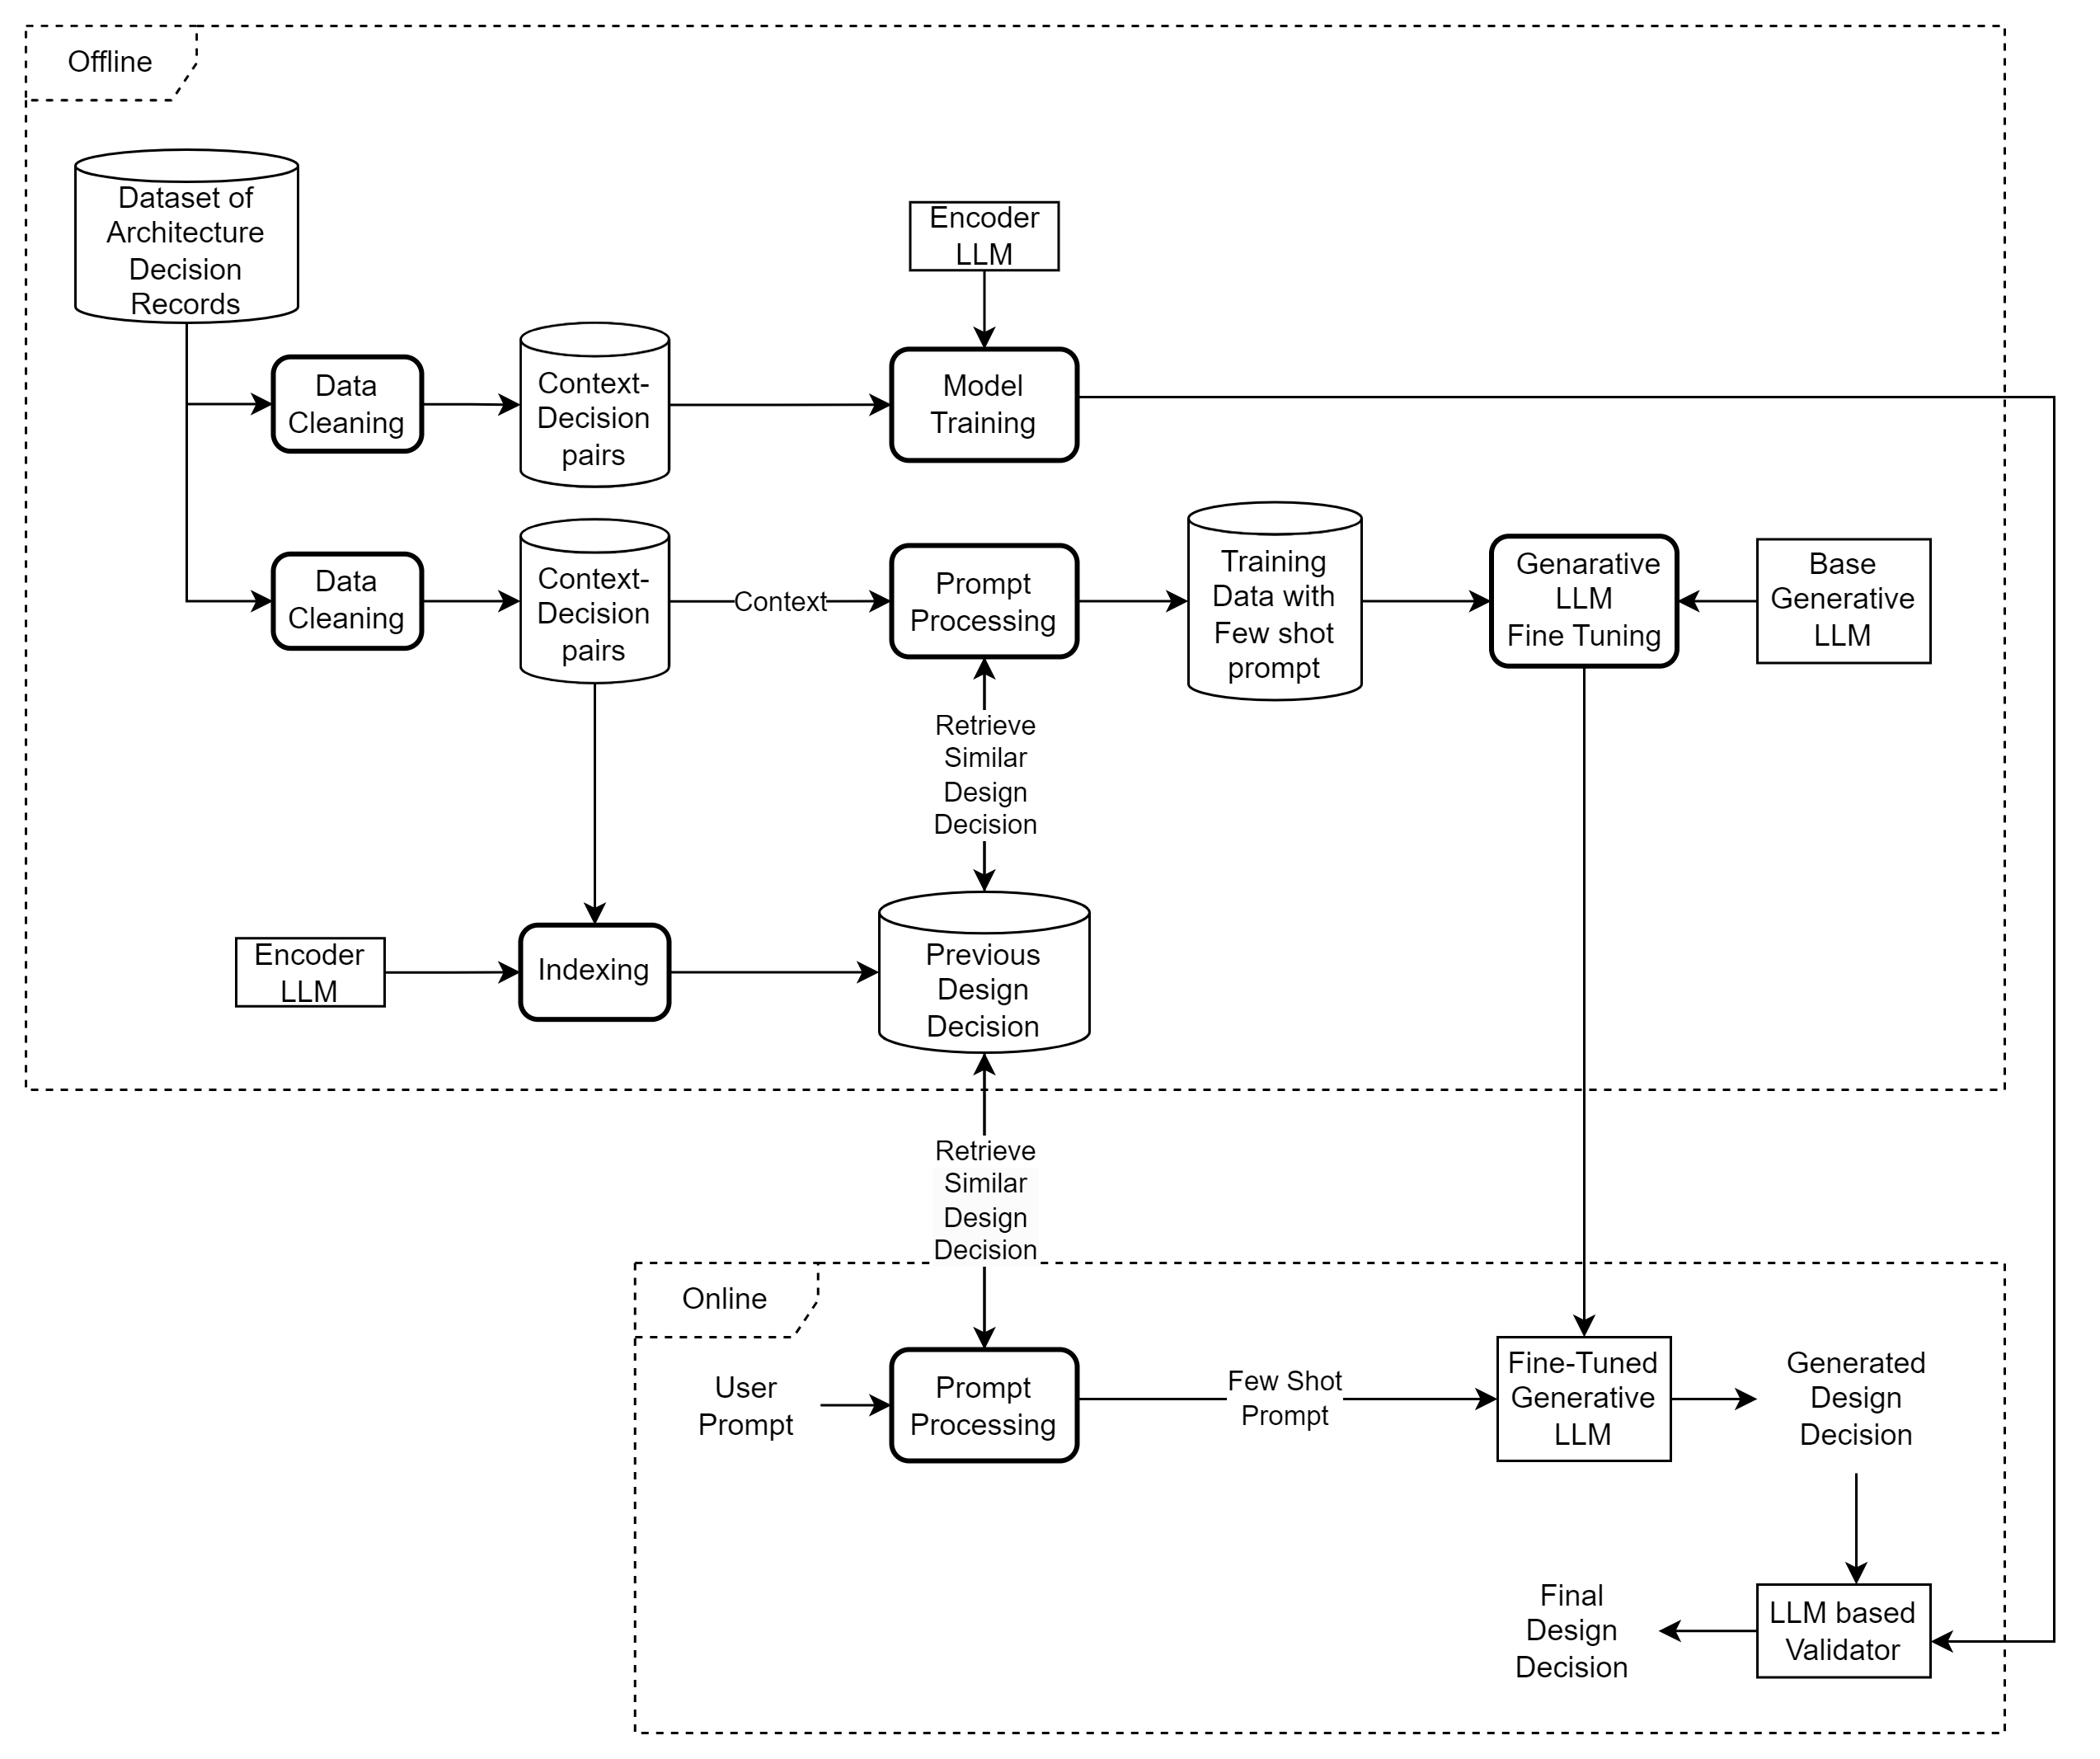 Offline
Dataset of
Architecture
Decision
Records
Encoder
LLM
Data
Cleaning
Context-
Decision
pairs
Model
Training
Data
Cleaning
Context-
Decision
pairs
Context
Prompt
Processing
Training
Data with
Few shot
prompt
Genarative
LLM
Fine Tuning
Base
Generative
LLM
Retrieve
Similar
Design
Decision
Encoder
LLM
Indexing
Previous
Design
Decision
Retrieve
Similar
Design
Decision
Online
User
Prompt
Prompt
Processing
Few Shot
Prompt
Fine-Tuned
Generative
LLM
Generated
Design
Decision
Final
Design
Decision
LLM based
Validator